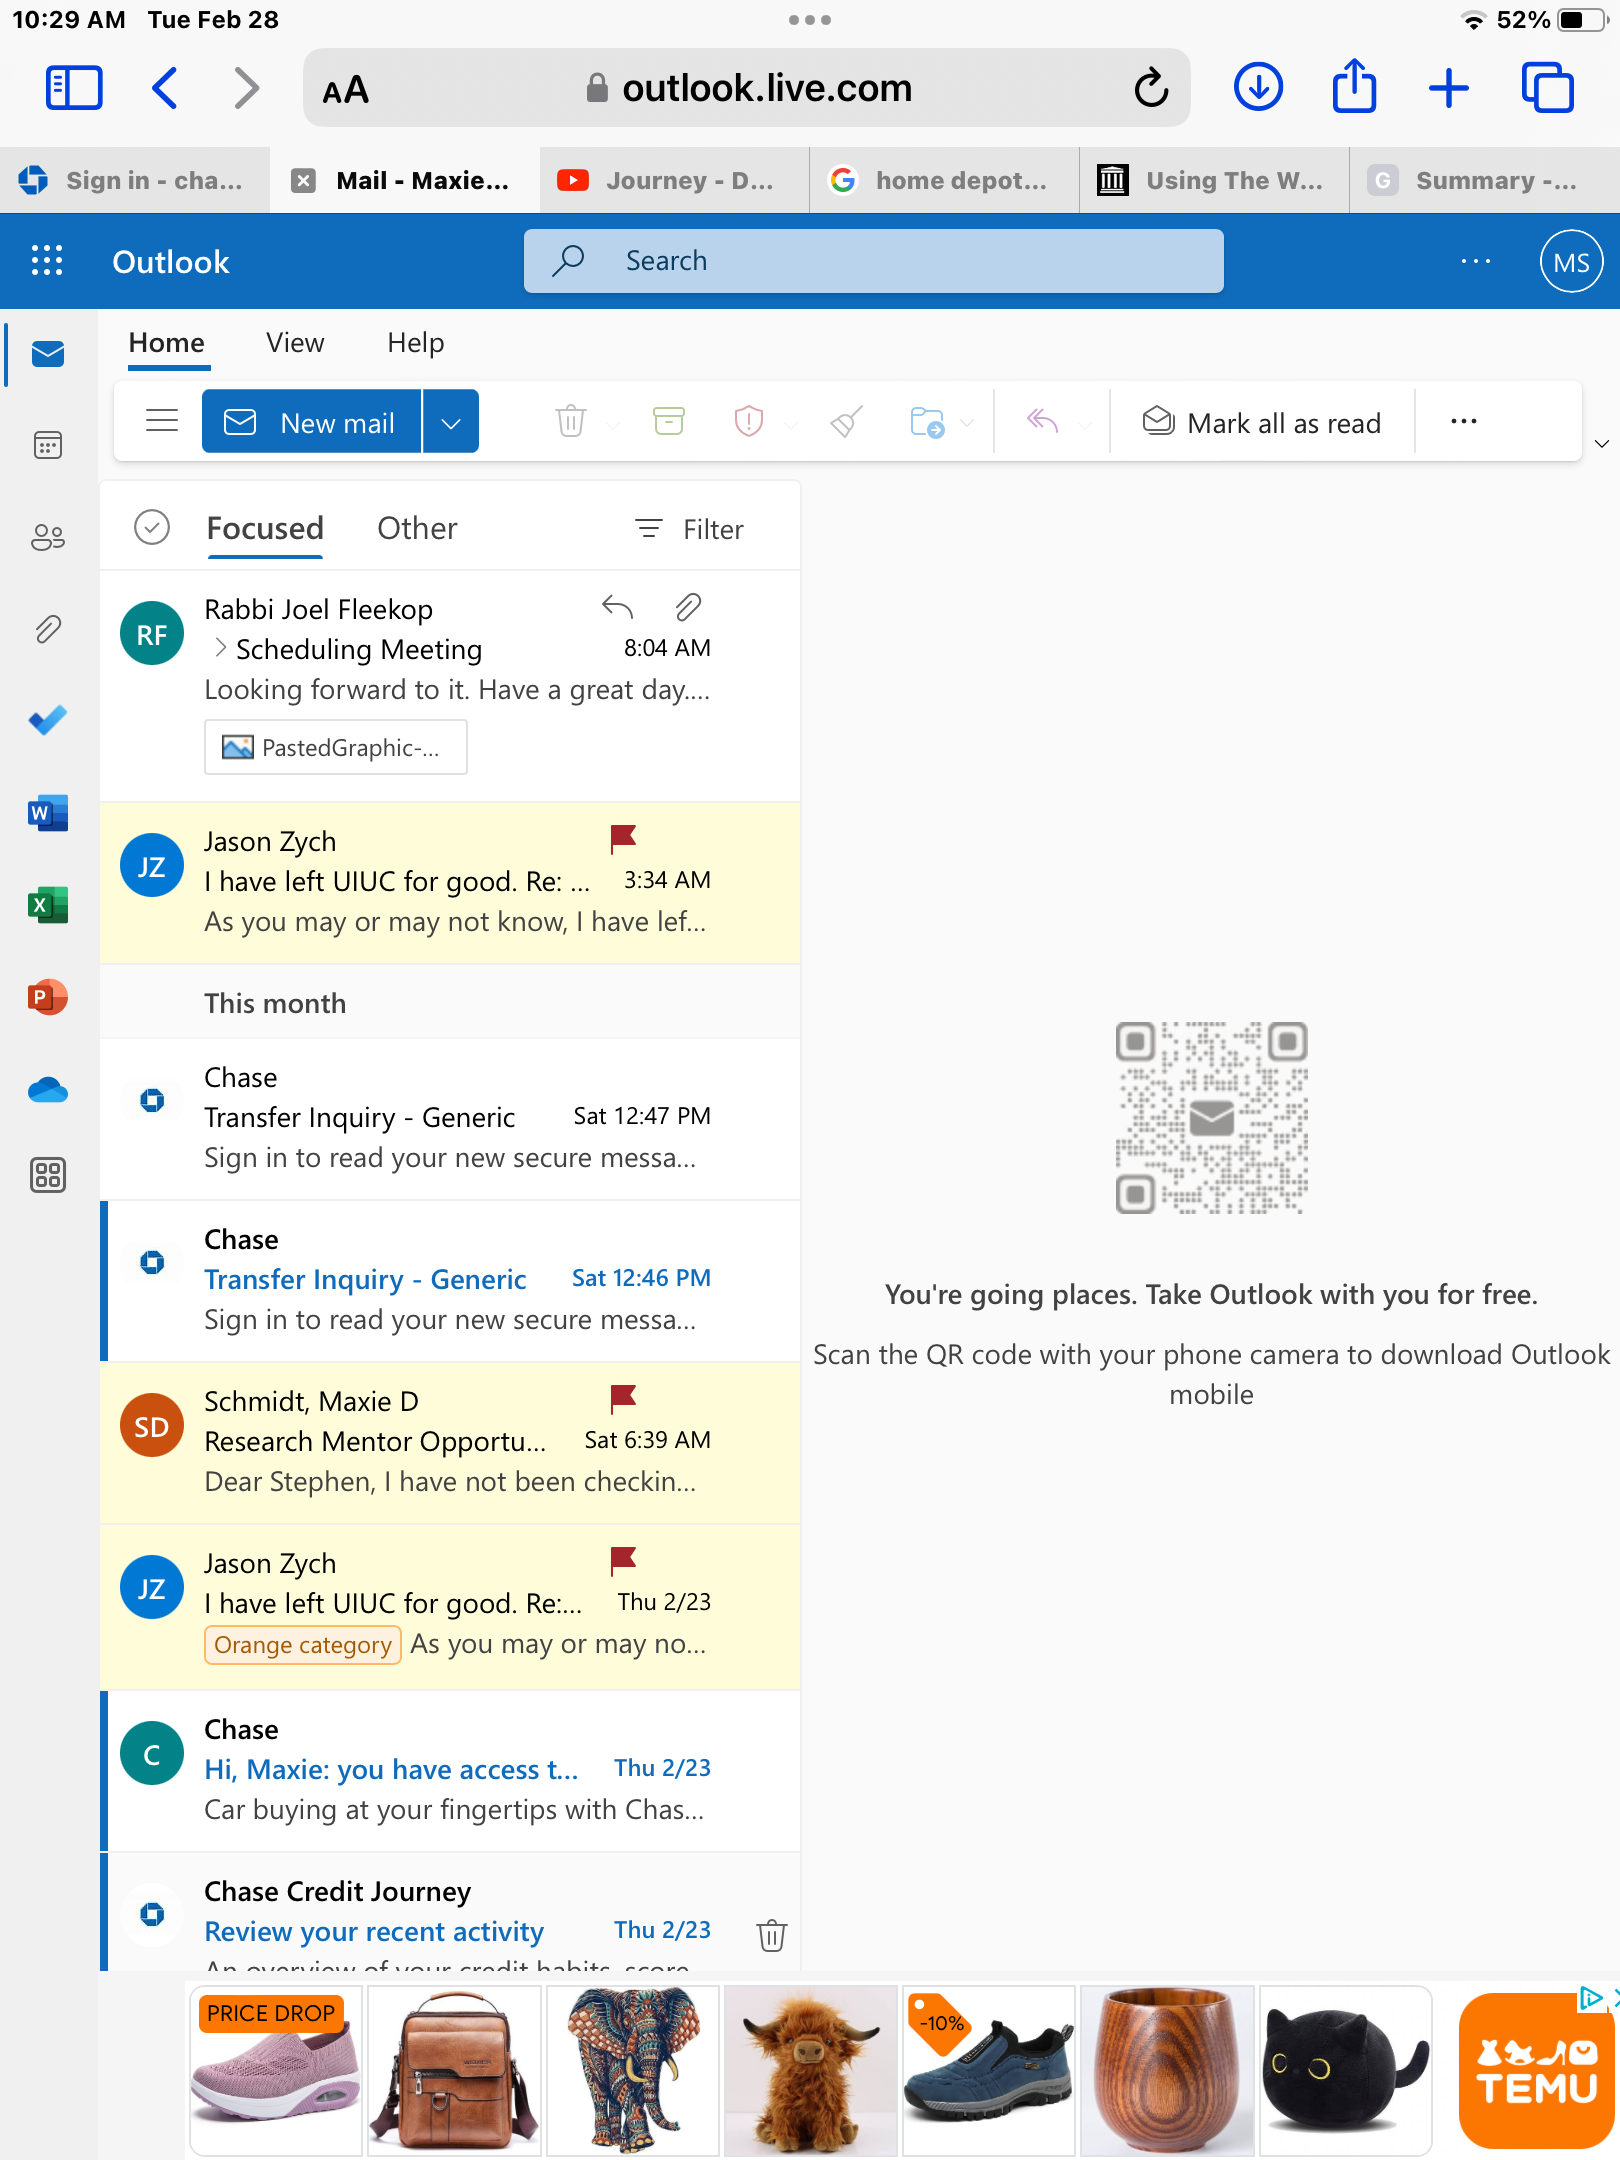 10:29 AM Tue Feb 28
52%
AA outlook.live.com
Sign in - cha...
Mail - Maxie...
Journey - D...
G home depot...
Using The W...
G Summary -...
Outlook
Search
MS
Home View Help
New mail
Mark all as read
Focused Other Filter
RF
Rabbi Joel Fleekop
Scheduling Meeting 8:04 AM
Looking forward to it. Have a great day....
PastedGraphic-...
JZ
Jason Zych
I have left UIUC for good. Re: ... 3:34 AM
As you may or may not know, I have lef...
This month
Chase
Transfer Inquiry - Generic Sat 12:47 PM
Sign in to read your new secure messa...
Chase
Transfer Inquiry - Generic Sat 12:46 PM
Sign in to read your new secure messa...
SD
Schmidt, Maxie D
Research Mentor Opportu... Sat 6:39 AM
Dear Stephen, I have not been checkin...
JZ
Jason Zych
I have left UIUC for good. Re:... Thu 2/23
Orange category As you may or may no...
C
Chase
Hi, Maxie: you have access t... Thu 2/23
Car buying at your fingertips with Chas...
Chase Credit Journey
Review your recent activity Thu 2/23
An overview of your credit habits, score
W
X
P
You're going places. Take Outlook with you for free.
Scan the QR code with your phone camera to download Outlook
mobile
PRICE DROP
-10%
TEMU